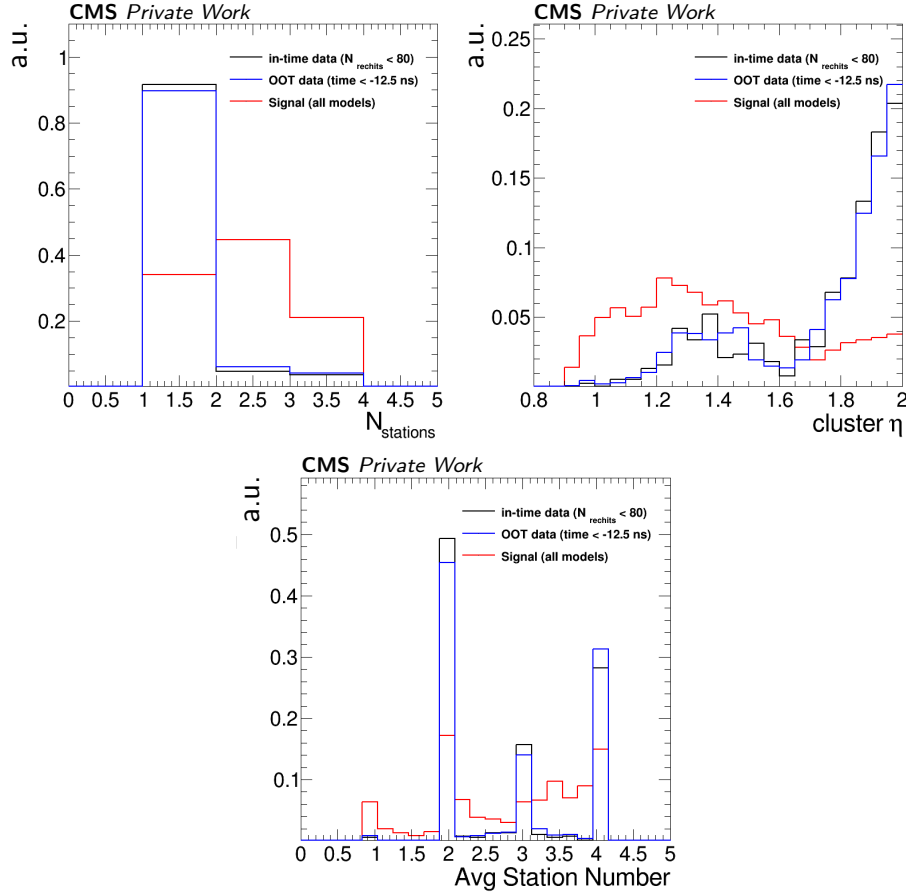 CMS Private Work
a.u.
in-time data (N rechits < 80)
OOT data (time < -12.5 ns)
Signal (all models)
1
0.8
0.6
0.4
0.2
0 0.5 1 1.5 2 2.5 3 3.5 4 4.5 5
N stations
CMS Private Work
a.u.
in-time data (N rechits < 80)
OOT data (time < -12.5 ns)
Signal (all models)
0.25
0.2
0.15
0.1
0.05
0.8 1 1.2 1.4 1.6 1.8 2
cluster η
CMS Private Work
a.u.
in-time data (N rechits < 80)
OOT data (time < -12.5 ns)
Signal (all models)
0.5
0.4
0.3
0.2
0.1
0 0.5 1 1.5 2 2.5 3 3.5 4 4.5 5
Avg Station Number